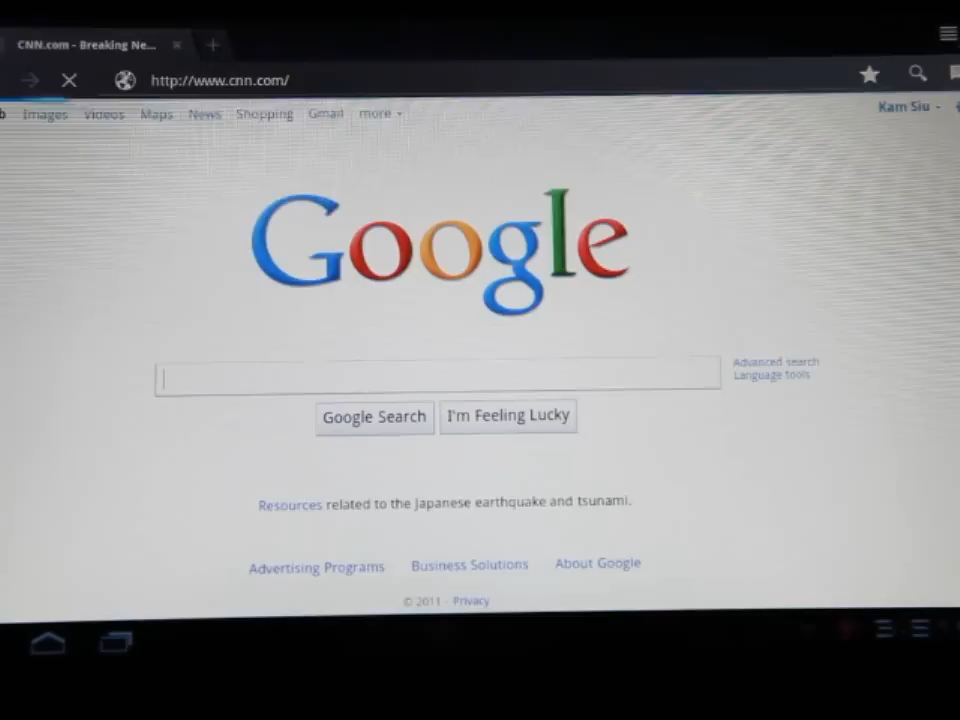 CNN.com - Breaking Ne...
http://www.cnn.com/
Images Videos Maps News Shopping Gmail more
Kam Siu
Google
Advanced search
Language tools
Google Search I'm Feeling Lucky
Resources related to the Japanese earthquake and tsunami.
Advertising Programs Business Solutions About Google
© 2011 - Privacy